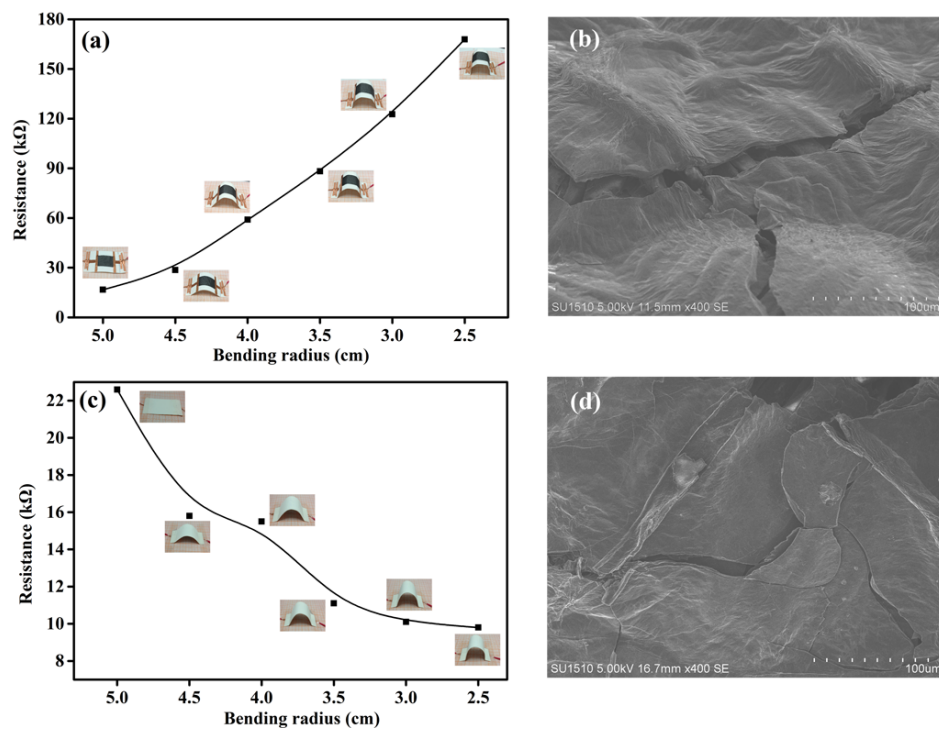 (a)
180
150
120
90
60
30
0
Resistance (kΩ)
5.0 4.5 4.0 3.5 3.0 2.5
Bending radius (cm)
(b)
SU1510 5.00kV 11.5mm x400 SE
100um
(c)
22
20
18
16
14
12
10
8
Resistance (kΩ)
5.0 4.5 4.0 3.5 3.0 2.5
Bending radius (cm)
(d)
SU1510 5.00kV 16.7mm x400 SE
100um